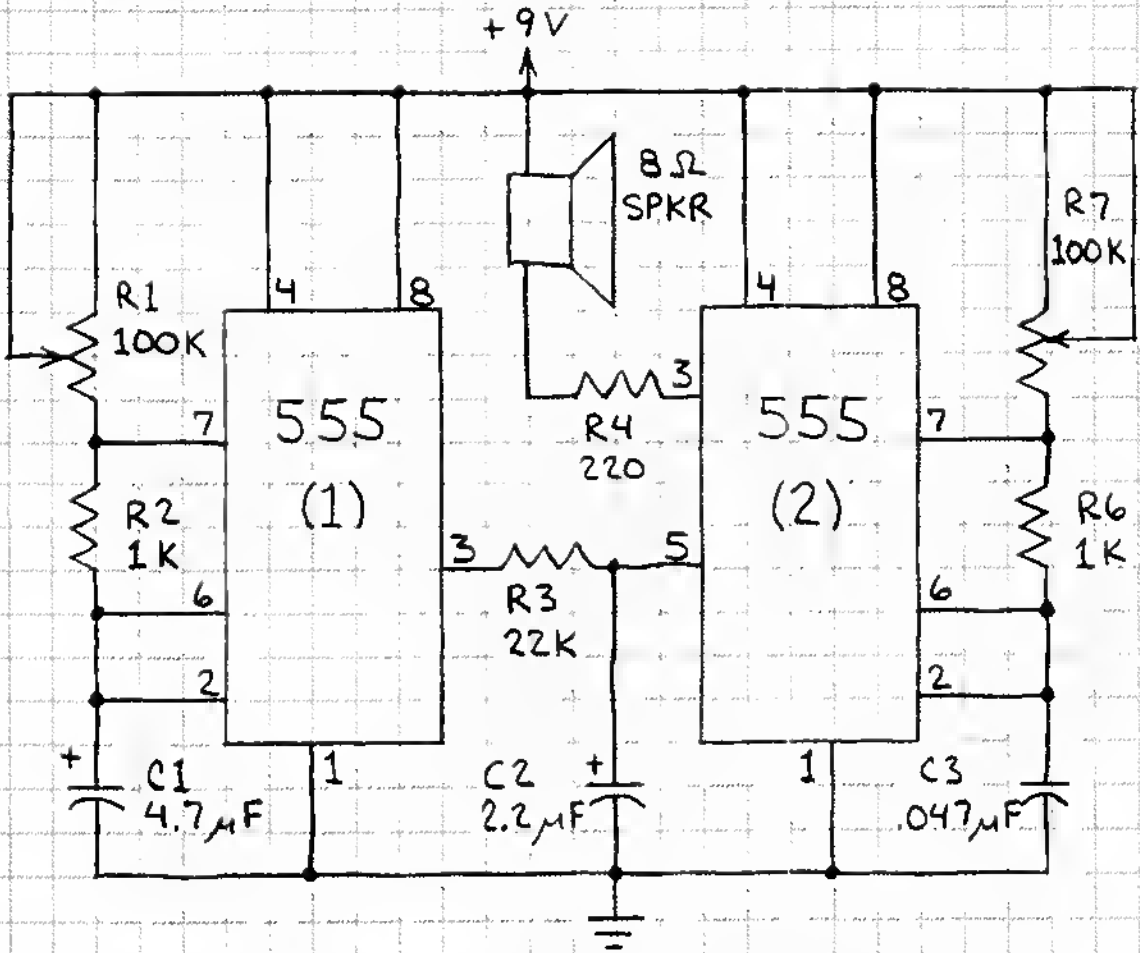 +9V
8Ω
SPKR
R7
100K
4
8
4
8
R1
100K
3
7
555
R4
220
555
7
(1)
(2)
R2
1K
3
5
R6
1K
6
R3
22K
6
2
2
1
1
+
C1
4.7µF
C2
2.2µF
+
C3
.047µF